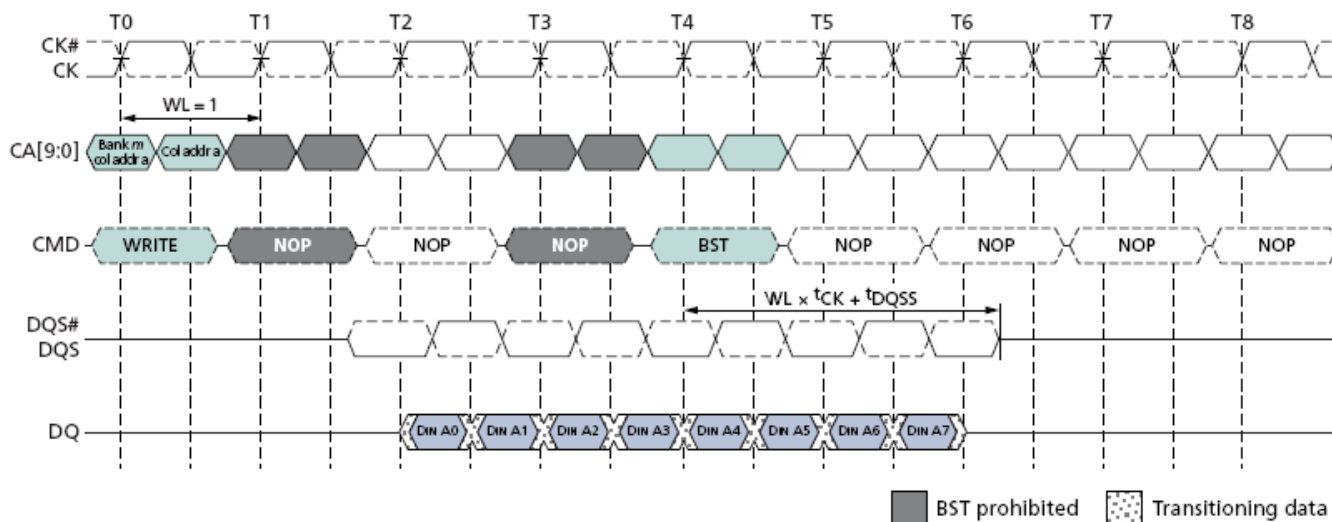 T0 T1 T2 T3 T4 T5 T6 T7 T8
CK#
CK
WL = 1
CA[9:0] Bank m col addr a Col addr a
CMD WRITE NOP NOP NOP BST NOP NOP NOP NOP
WL × tCK + tDQSS
DQS#
DQS
DQ DIN A0 DIN A1 DIN A2 DIN A3 DIN A4 DIN A5 DIN A6 DIN A7
BST prohibited Transitioning data